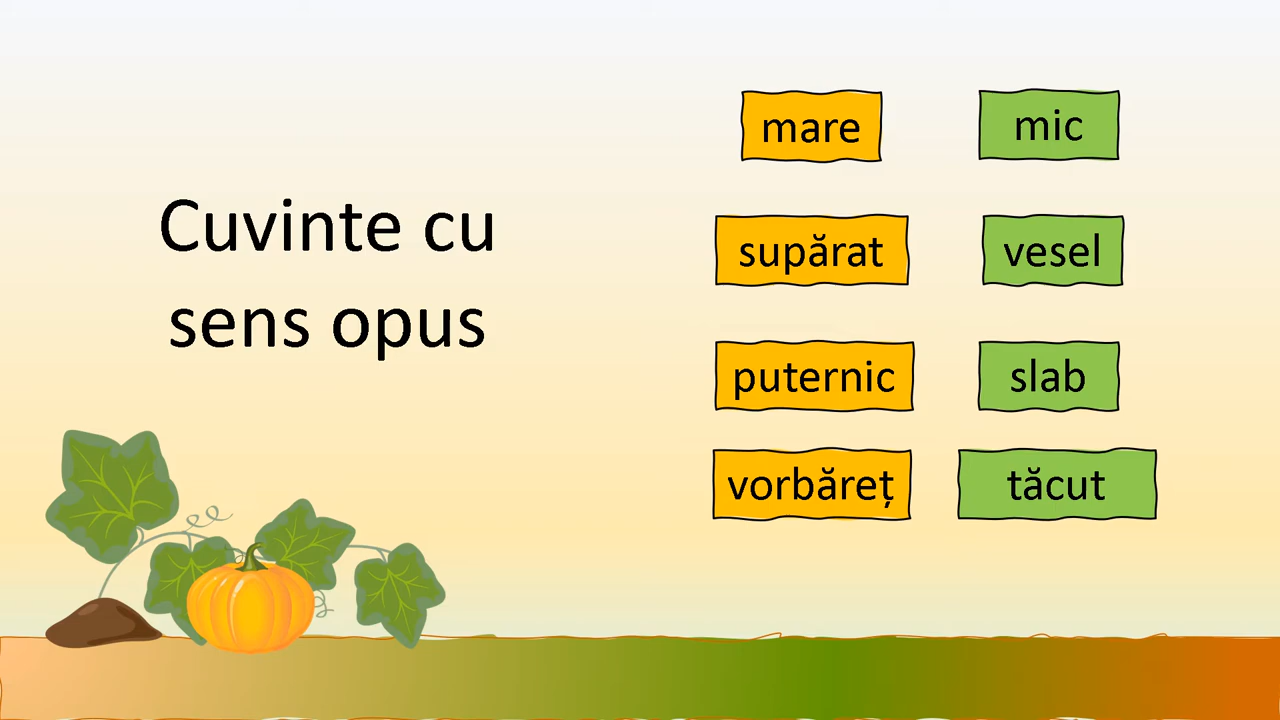 Cuvinte cu
sens opus
mare mic
supărat vesel
puternic slab
vorbăreț tăcut